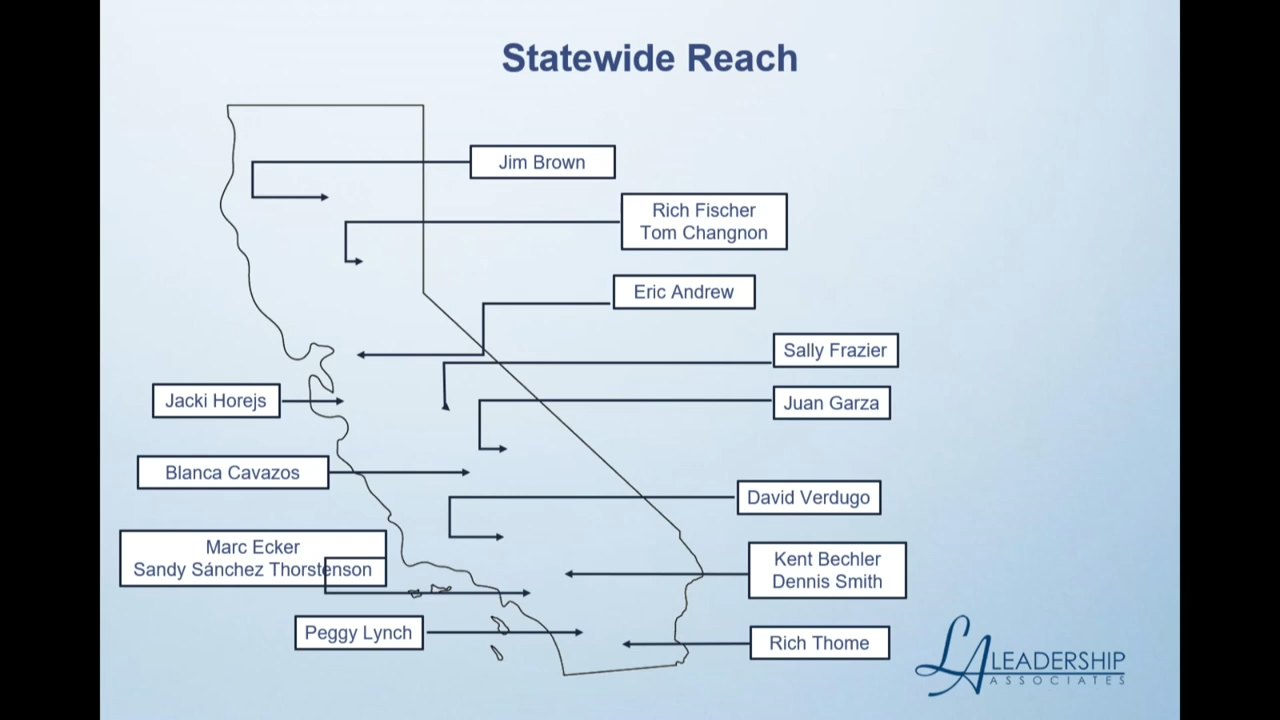 Statewide Reach
Jim Brown
Rich Fischer
Tom Changnon
Eric Andrew
Sally Frazier
Jacki Horejs
Juan Garza
Blanca Cavazos
David Verdugo
Marc Ecker
Sandy Sánchez Thorstenson
Kent Bechler
Dennis Smith
Peggy Lynch
Rich Thome
LA LEADERSHIP
ASSOCIATES